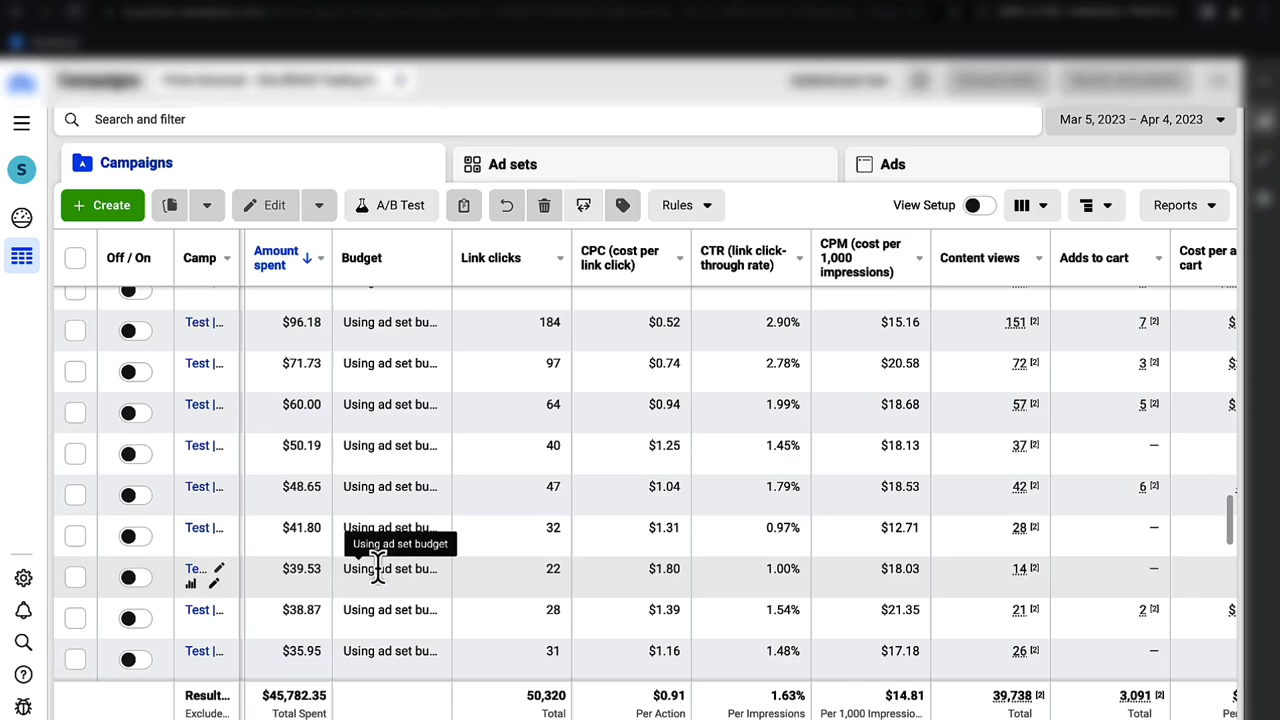 Campaigns
Search and filter
Mar 5, 2023 – Apr 4, 2023
S
Campaigns
Ad sets
Ads
+ Create
Edit
A/B Test
Rules
View Setup
Reports
Off / On
Camp
Amount spent
Budget
Link clicks
CPC (cost per link click)
CTR (link click-through rate)
CPM (cost per 1,000 impressions)
Content views
Adds to cart
Cost per a cart
Test |... $96.18 Using ad set bu... 184 $0.52 2.90% $15.16 151 [2] 7 [2] $
Test |... $71.73 Using ad set bu... 97 $0.74 2.78% $20.58 72 [2] 3 [2] $
Test |... $60.00 Using ad set bu... 64 $0.94 1.99% $18.68 57 [2] 5 [2] $
Test |... $50.19 Using ad set bu... 40 $1.25 1.45% $18.13 37 [2] —
Test |... $48.65 Using ad set bu... 47 $1.04 1.79% $18.53 42 [2] 6 [2]
Test |... $41.80 Using ad set bu... 32 $1.31 0.97% $12.71 28 [2] —
Using ad set budget
Te... $39.53 Using ad set bu... 22 $1.80 1.00% $18.03 14 [2] —
Test |... $38.87 Using ad set bu... 28 $1.39 1.54% $21.35 21 [2] 2 [2] $
Test |... $35.95 Using ad set bu... 31 $1.16 1.48% $17.18 26 [2] —
Result... $45,782.35 50,320 $0.91 1.63% $14.81 39,738 [2] 3,091 [2] $
Exclude... Total Spent Total Per Action Per Impressions Per 1,000 Impressio... Total Total Per